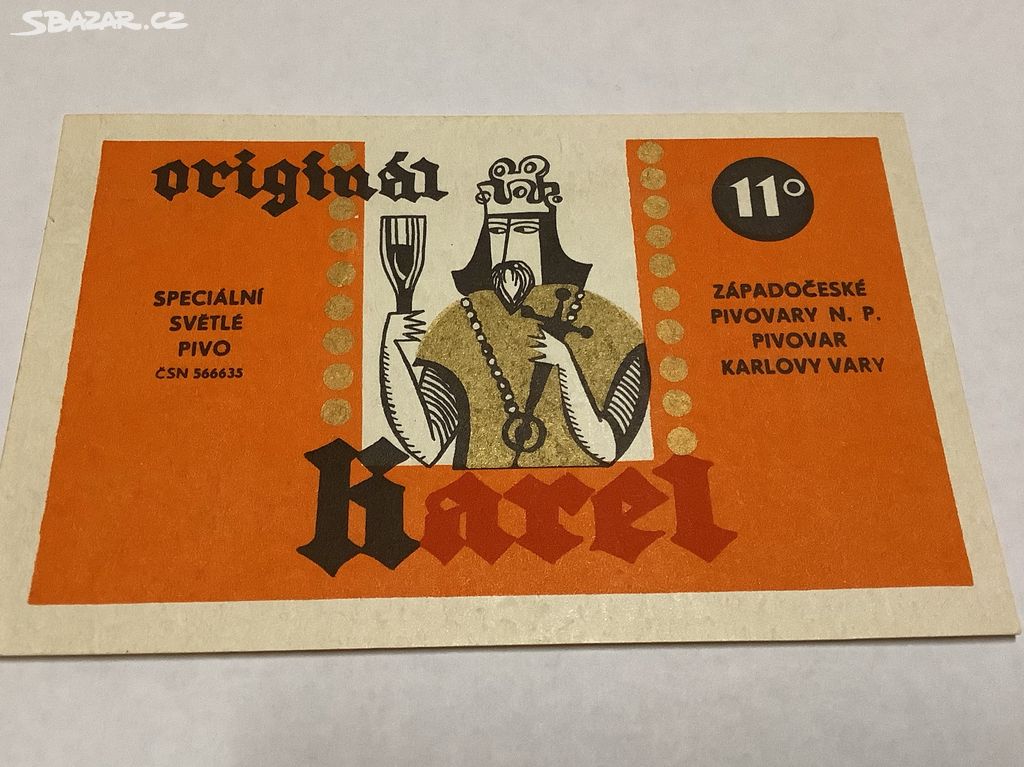 SBAZAR.CZ
originál
11°
SPECIÁLNÍ
SVĚTLÉ
PIVO
ČSN 566635
ZÁPADOČESKÉ
PIVOVARY N. P.
PIVOVAR
KARLOVY VARY
Karel